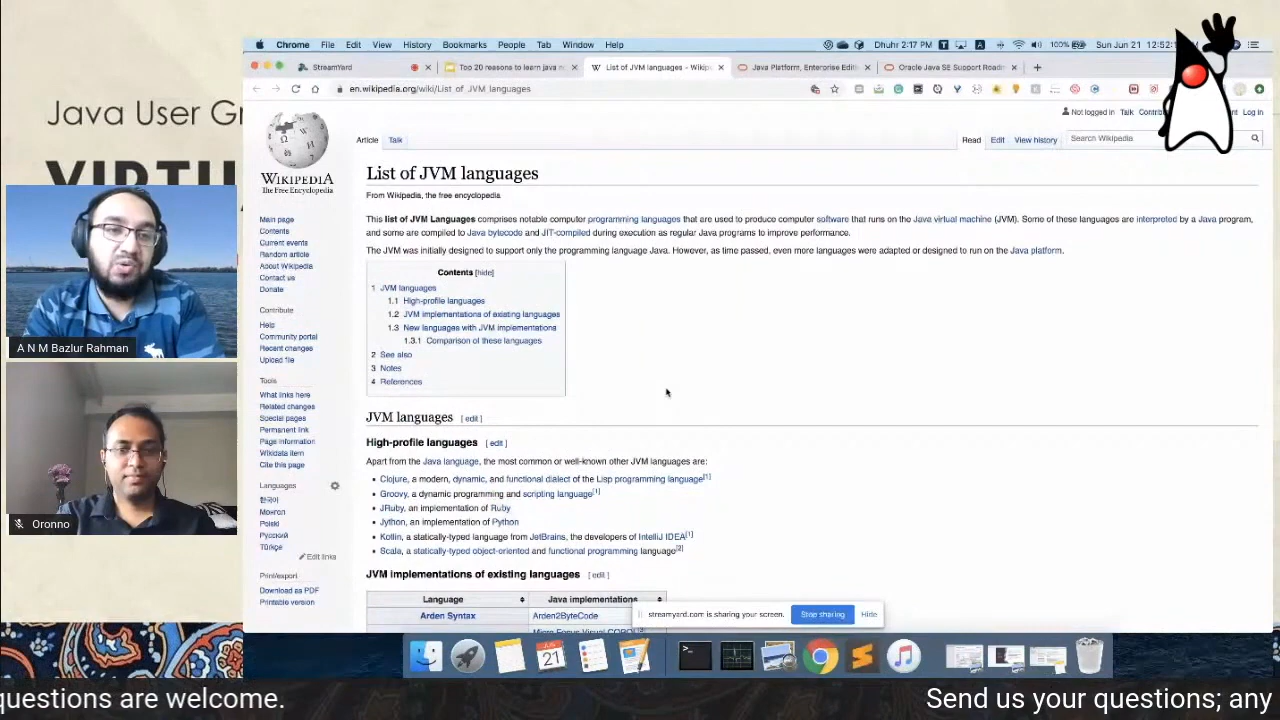 Java User Gr
VIRTU
A N M Bazlur Rahman
Oronno
Chrome File Edit View History Bookmarks People Tab Window Help
Dhuhr 2:17 PM 100% Sun Jun 21 12:52:
StreamYard
Top 20 reasons to learn java n
List of JVM languages - Wikip
Java Platform, Enterprise Editi
Oracle Java SE Support Roadm
en.wikipedia.org/wiki/List of JVM languages
WIKIPEDIA
The Free Encyclopedia
Main page
Contents
Current events
Random article
About Wikipedia
Contact us
Donate
Contribute
Help
Community portal
Recent changes
Upload file
Tools
What links here
Related changes
Special pages
Permanent link
Page information
Wikidata item
Cite this page
Languages
한국어
Монгол
Polski
Русский
Türkçe
Edit links
Print/export
Download as PDF
Printable version
Not logged in Talk Contrib nt Log in
Article Talk
Read Edit View history Search Wikipedia
List of JVM languages
From Wikipedia, the free encyclopedia
This list of JVM Languages comprises notable computer programming languages that are used to produce computer software that runs on the Java virtual machine (JVM). Some of these languages are interpreted by a Java program,
and some are compiled to Java bytecode and JIT-compiled during execution as regular Java programs to improve performance.
The JVM was initially designed to support only the programming language Java. However, as time passed, even more languages were adapted or designed to run on the Java platform.
Contents [hide]
1 JVM languages
1.1 High-profile languages
1.2 JVM implementations of existing languages
1.3 New languages with JVM implementations
1.3.1 Comparison of these languages
2 See also
3 Notes
4 References
JVM languages [ edit ]
High-profile languages [ edit ]
Apart from the Java language, the most common or well-known other JVM languages are:
• Clojure, a modern, dynamic, and functional dialect of the Lisp programming language[1]
• Groovy, a dynamic programming and scripting language[1]
• JRuby, an implementation of Ruby
• Jython, an implementation of Python
• Kotlin, a statically-typed language from JetBrains, the developers of IntelliJ IDEA[1]
• Scala, a statically-typed object-oriented and functional programming language[2]
JVM implementations of existing languages [ edit ]
Language Java implementations
Arden Syntax Arden2ByteCode
streamyard.com is sharing your screen. Stop sharing Hide
JUN 21
questions are welcome.
Send us your questions; any